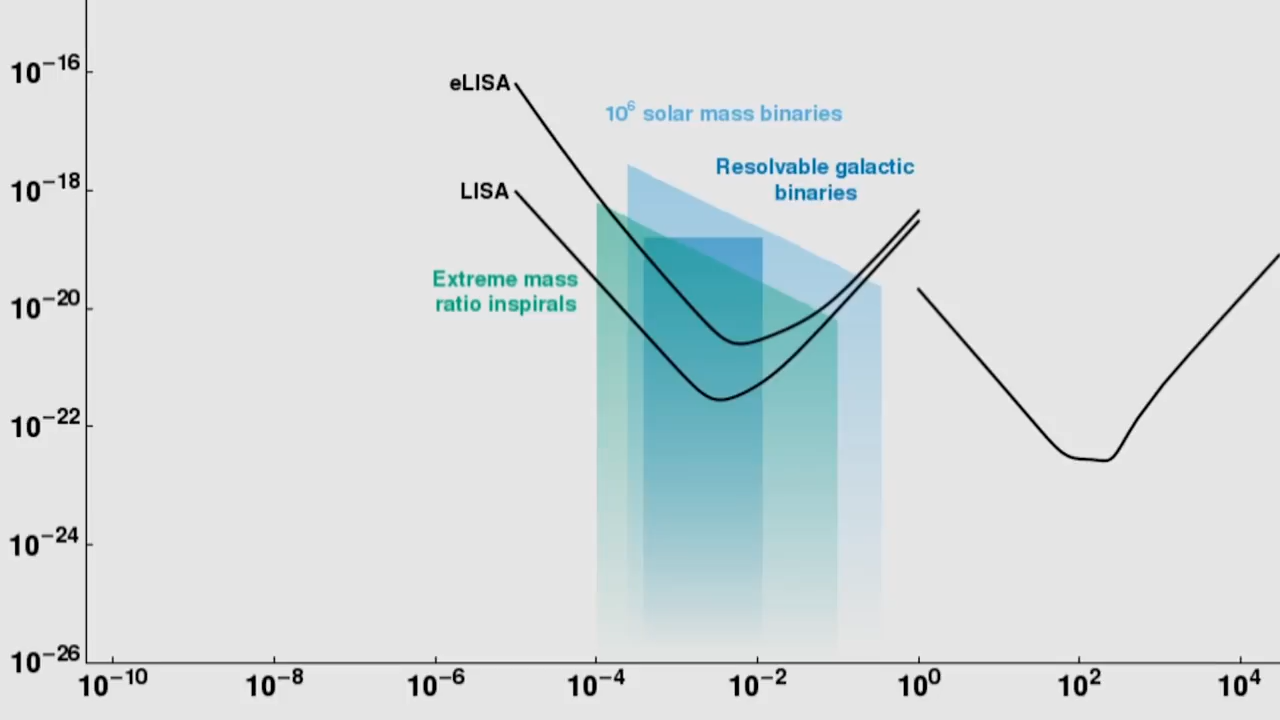 10⁻¹⁶
eLISA
10⁶ solar mass binaries
Resolvable galactic
binaries
10⁻¹⁸
LISA
Extreme mass
ratio inspirals
10⁻²⁰
10⁻²²
10⁻²⁴
10⁻²⁶
10⁻¹⁰ 10⁻⁸ 10⁻⁶ 10⁻⁴ 10⁻² 10⁰ 10² 10⁴